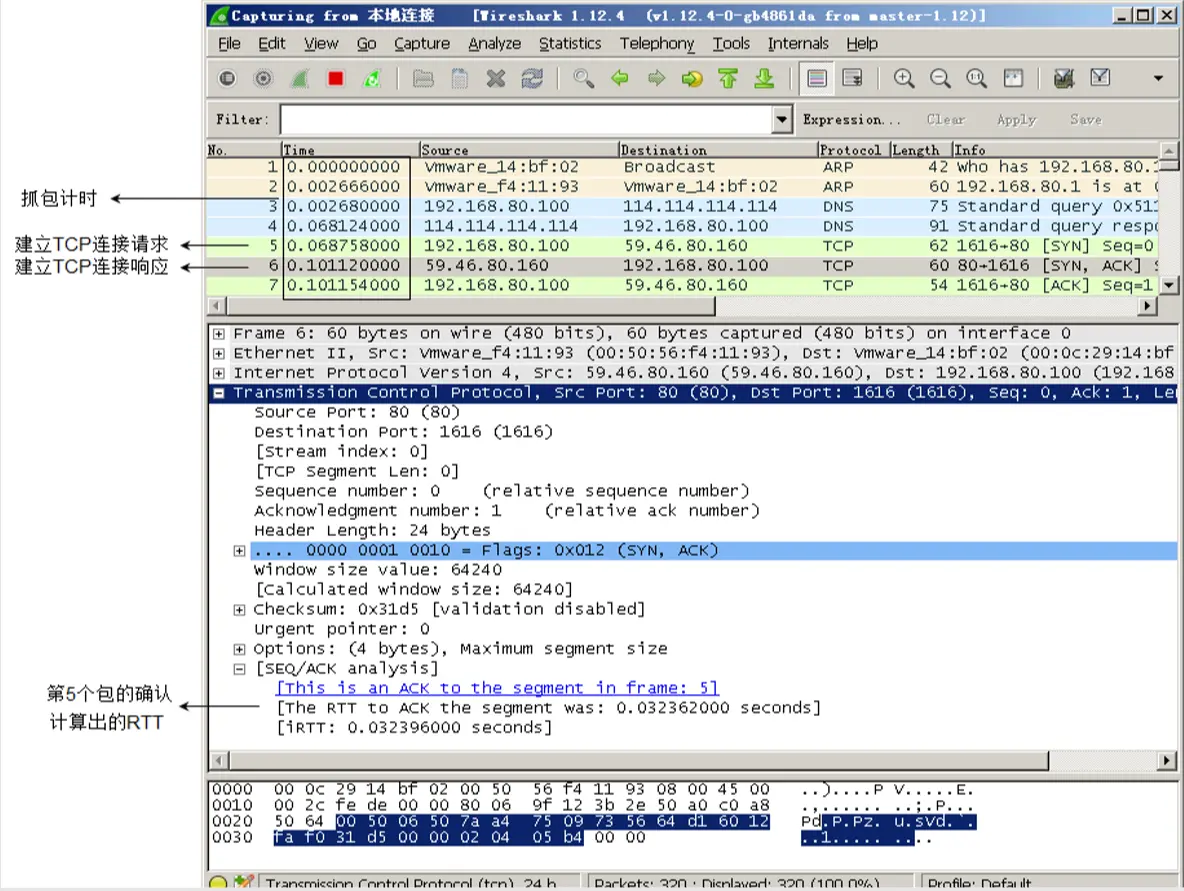 Capturing from 本地连接 [Wireshark 1.12.4 (v1.12.4-0-gb4861da from master-1.12)]
File Edit View Go Capture Analyze Statistics Telephony Tools Internals Help
Filter: Expression... Clear Apply Save
No. Time Source Destination Protocol Length Info
1 0.000000000 Vmware_14:bf:02 Broadcast ARP 42 Who has 192.168.80.1
2 0.002666000 Vmware_f4:11:93 Vmware_14:bf:02 ARP 60 192.168.80.1 is at
抓包计时
3 0.002680000 192.168.80.100 114.114.114.114 DNS 75 Standard query 0x511
4 0.068124000 114.114.114.114 192.168.80.100 DNS 91 Standard query resp
建立TCP连接请求
5 0.068758000 192.168.80.100 59.46.80.160 TCP 62 1616→80 [SYN] Seq=0
建立TCP连接响应
6 0.101120000 59.46.80.160 192.168.80.100 TCP 60 80→1616 [SYN, ACK]
7 0.101154000 192.168.80.100 59.46.80.160 TCP 54 1616→80 [ACK] Seq=1
Frame 6: 60 bytes on wire (480 bits), 60 bytes captured (480 bits) on interface 0
Ethernet II, Src: Vmware_f4:11:93 (00:50:56:f4:11:93), Dst: Vmware_14:bf:02 (00:0c:29:14:bf
Internet Protocol Version 4, Src: 59.46.80.160 (59.46.80.160), Dst: 192.168.80.100 (192.168
Transmission Control Protocol, Src Port: 80 (80), Dst Port: 1616 (1616), Seq: 0, Ack: 1, Le
Source Port: 80 (80)
Destination Port: 1616 (1616)
[Stream index: 0]
[TCP Segment Len: 0]
Sequence number: 0 (relative sequence number)
Acknowledgment number: 1 (relative ack number)
Header Length: 24 bytes
.... 0000 0001 0010 = Flags: 0x012 (SYN, ACK)
Window size value: 64240
[Calculated window size: 64240]
Checksum: 0x31d5 [validation disabled]
Urgent pointer: 0
Options: (4 bytes), Maximum segment size
[SEQ/ACK analysis]
[This is an ACK to the segment in frame: 5]
第5个包的确认
计算出的RTT
[The RTT to ACK the segment was: 0.032362000 seconds]
[iRTT: 0.032396000 seconds]
0000 00 0c 29 14 bf 02 00 50 56 f4 11 93 08 00 45 00 ..)....P V.....E.
0010 00 2c fe de 00 00 80 06 9f 12 3b 2e 50 a0 c0 a8 .,...... ..;.P...
0020 50 64 00 50 06 50 7a a4 75 09 73 56 64 d1 60 12 Pd.P.Pz. u.sVd.`.
0030 fa f0 31 d5 00 00 02 04 05 b4 00 00 ..1..... ....
Transmission Control Protocol (tcp), 24 b Packets: 320 · Displayed: 320 (100.0%) Profile: Default